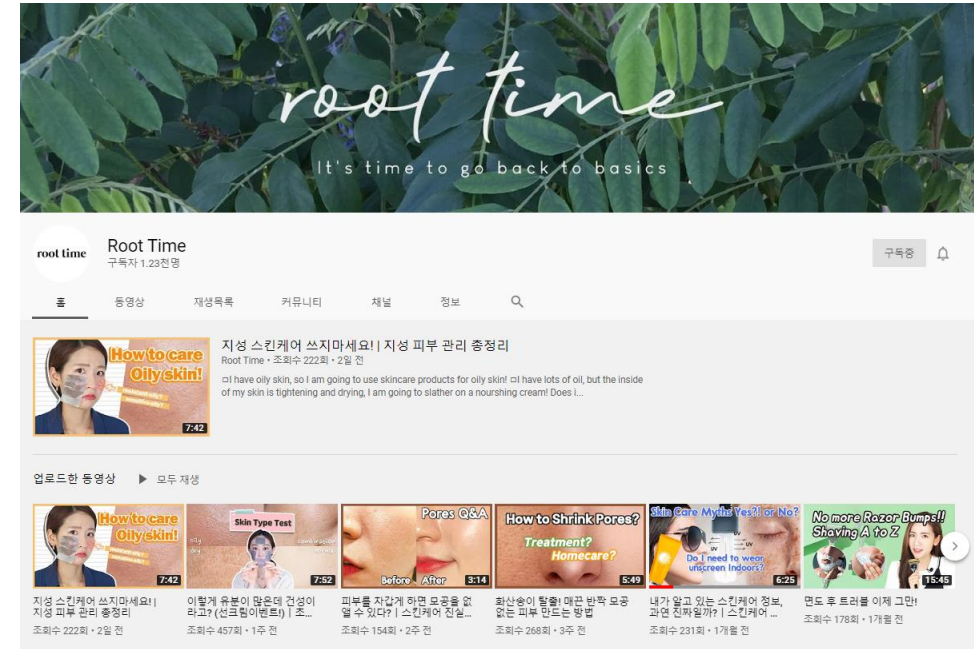 root time
It's time to go back to basics
root time
Root Time
구독자 1.23천명
구독중
홈
동영상
재생목록
커뮤니티
채널
정보
How to care
Oily skin!
7:42
지성 스킨케어 쓰지마세요! | 지성 피부 관리 총정리
Root Time • 조회수 222회 • 2일 전
ㅁI have oily skin, so I am going to use skincare products for oily skin! ㅁI have lots of oil, but the inside
of my skin is tightening and drying, I am going to slather on a nourshing cream! Does i...
업로드한 동영상
▶ 모두 재생
How to care
Oily skin!
7:42
지성 스킨케어 쓰지마세요! |
지성 피부 관리 총정리
조회수 222회 • 2일 전
Skin Type Test
oily
dry
7:52
이렇게 유분이 많은데 건성이
라고? (선크림이벤트!) | 조...
조회수 457회 • 1주 전
Pores Q&A
Before
After
3:14
피부를 차갑게 하면 모공을 없
앨 수 있다? | 스킨케어 진실...
조회수 154회 • 2주 전
How to Shrink Pores?
Treatment?
Homecare?
5:49
화산송이 탈출! 매끈 반짝 모공
없는 피부 만드는 방법
조회수 268회 • 3주 전
Skin Care Myths Yes?! or No?
UV
UV
Do I need to wear
sunscreen Indoors?
6:25
내가 알고 있는 스킨케어 정보,
과연 진짜일까? | 스킨케어 ...
조회수 231회 • 1개월 전
No more Razor Bumps!!
Shaving A to Z
15:45
면도 후 트러블 이제 그만!
조회수 178회 • 1개월 전